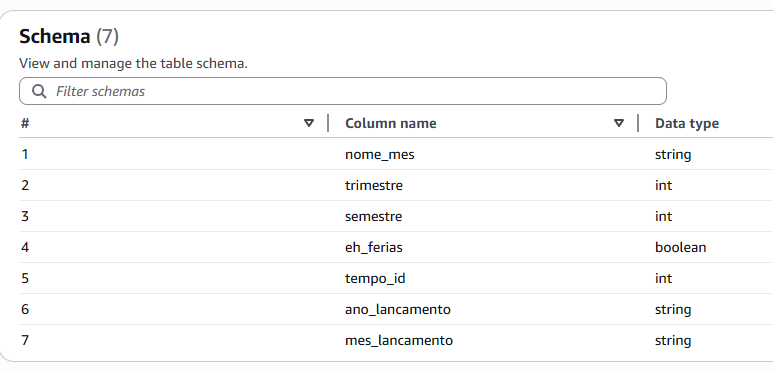 Schema (7)
View and manage the table schema.
Filter schemas
# Column name Data type
1 nome_mes string
2 trimestre int
3 semestre int
4 eh_ferias boolean
5 tempo_id int
6 ano_lancamento string
7 mes_lancamento string